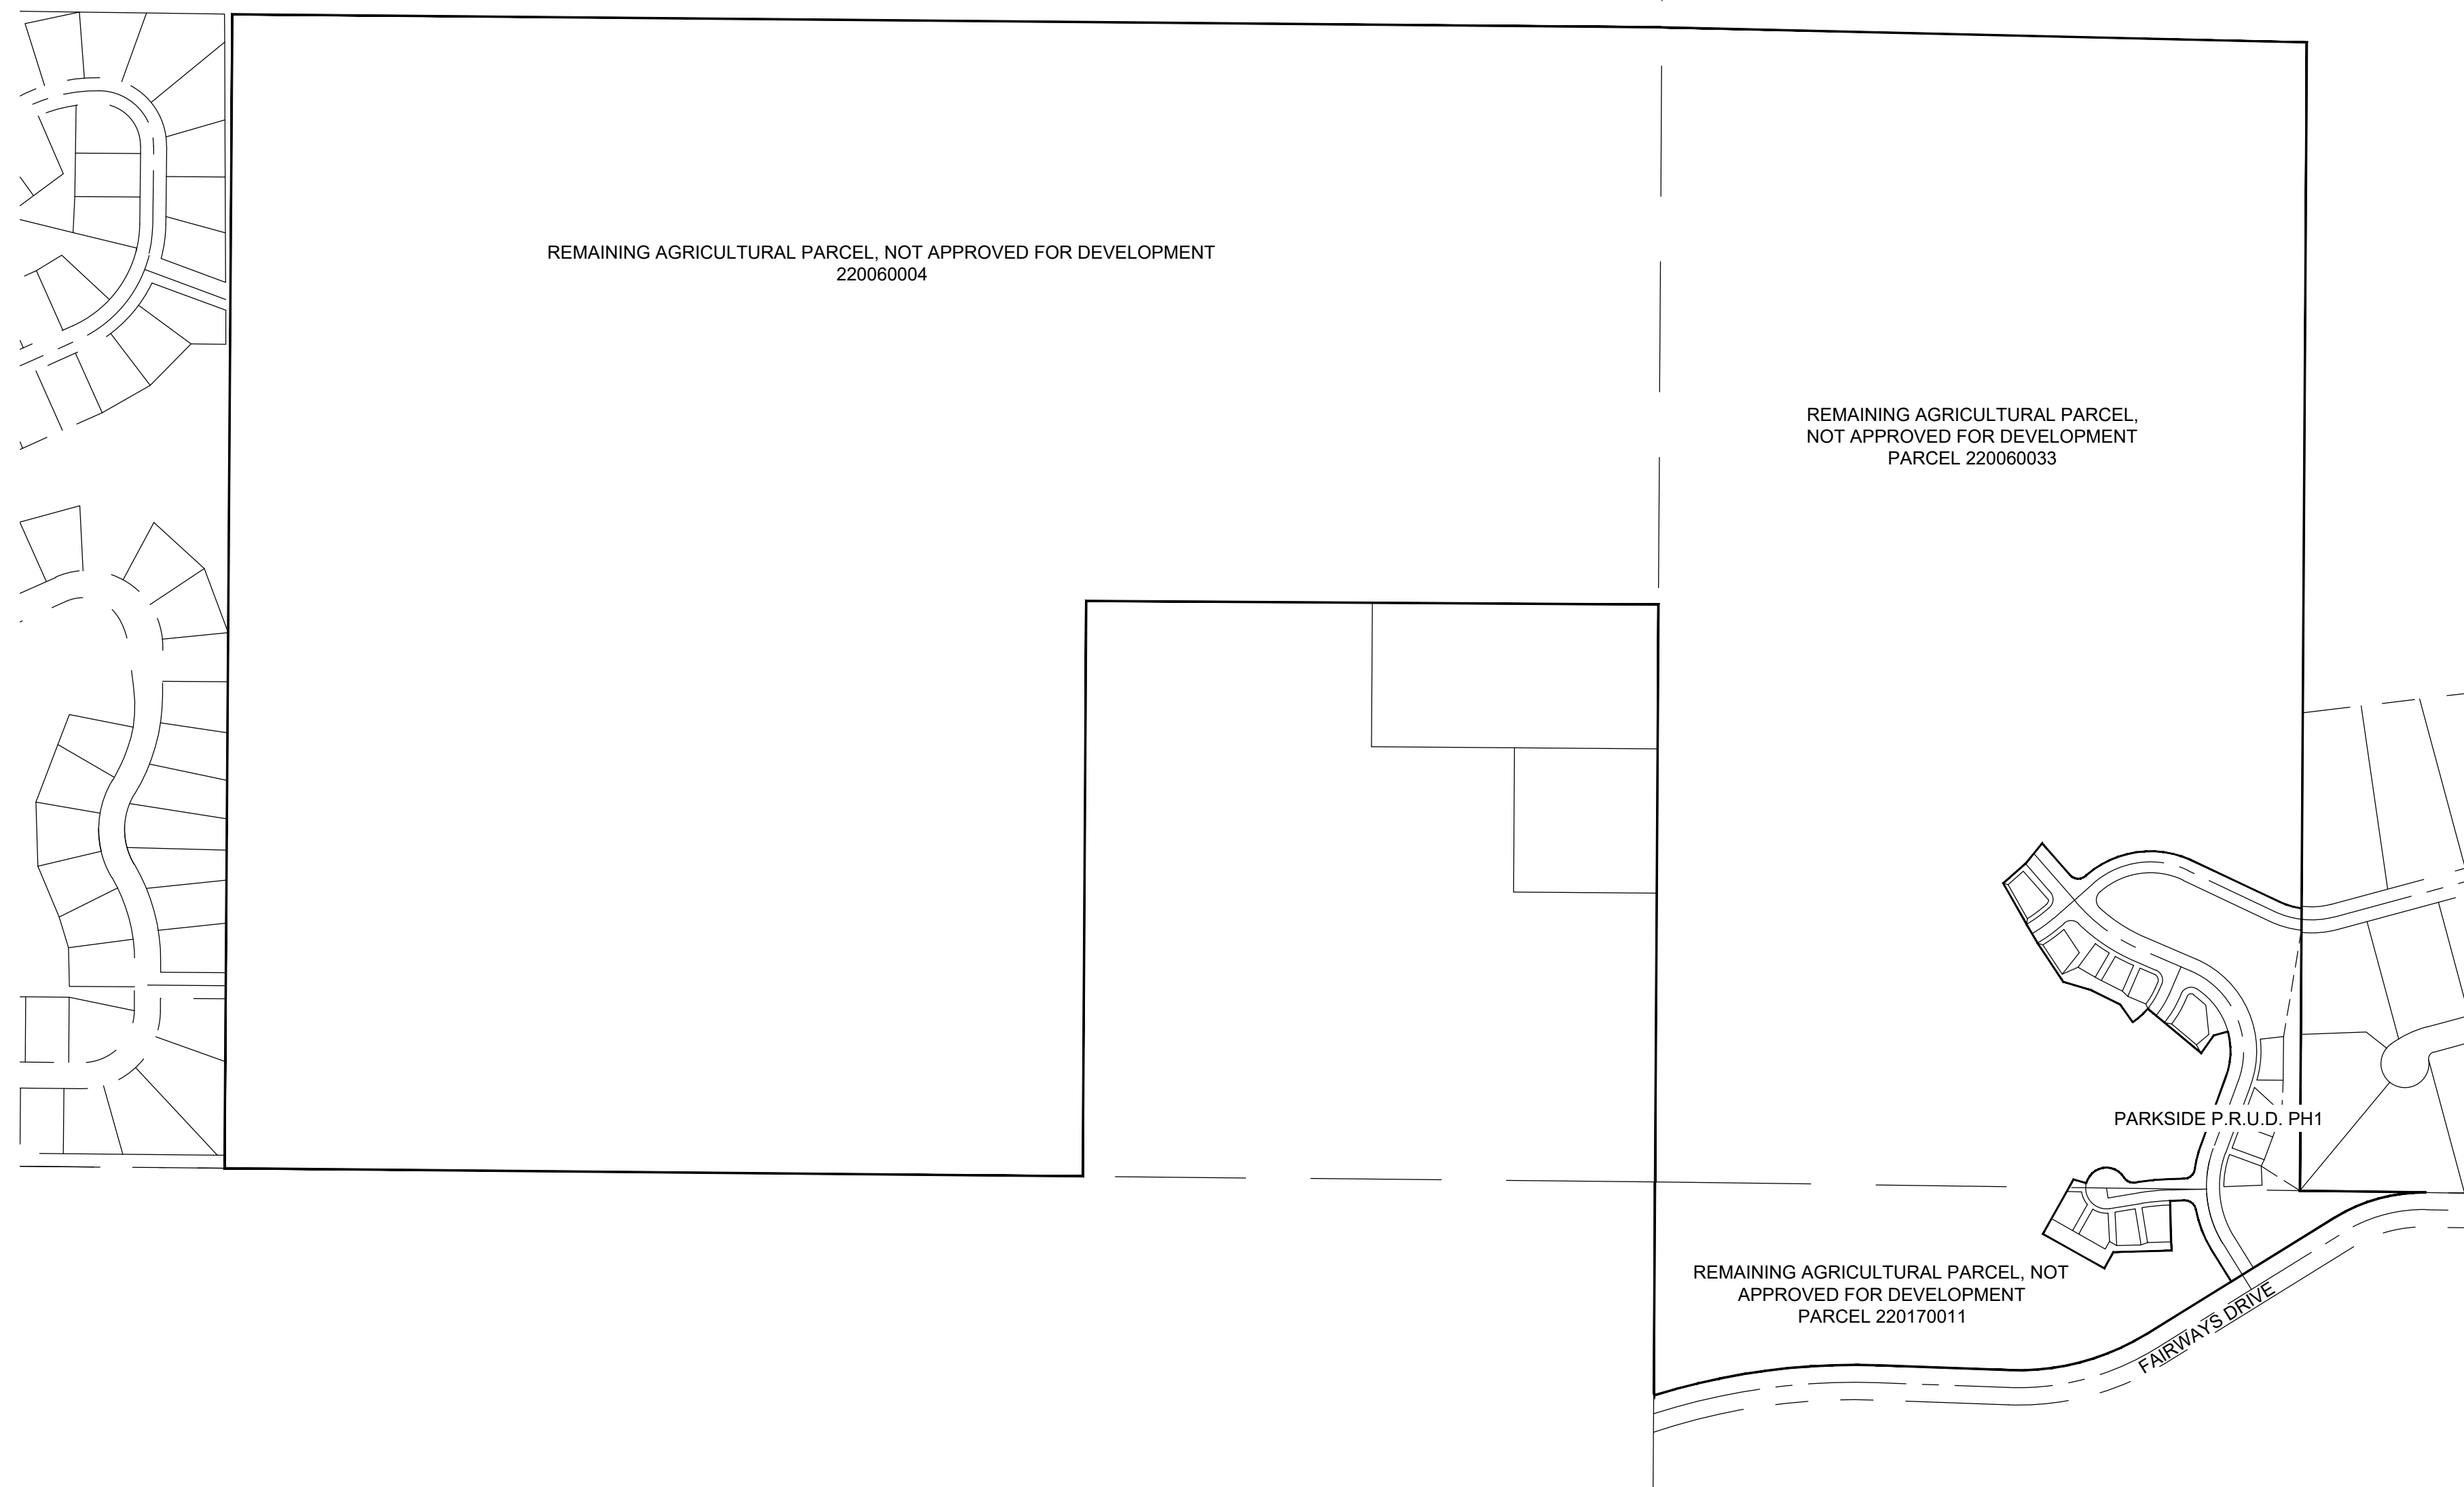 REMAINING AGRICULTURAL PARCEL, NOT APPROVED FOR DEVELOPMENT
220060004
REMAINING AGRICULTURAL PARCEL,
NOT APPROVED FOR DEVELOPMENT
PARCEL 220060033
PARKSIDE P.R.U.D. PH1
REMAINING AGRICULTURAL PARCEL, NOT
APPROVED FOR DEVELOPMENT
PARCEL 220170011
FAIRWAYS DRIVE